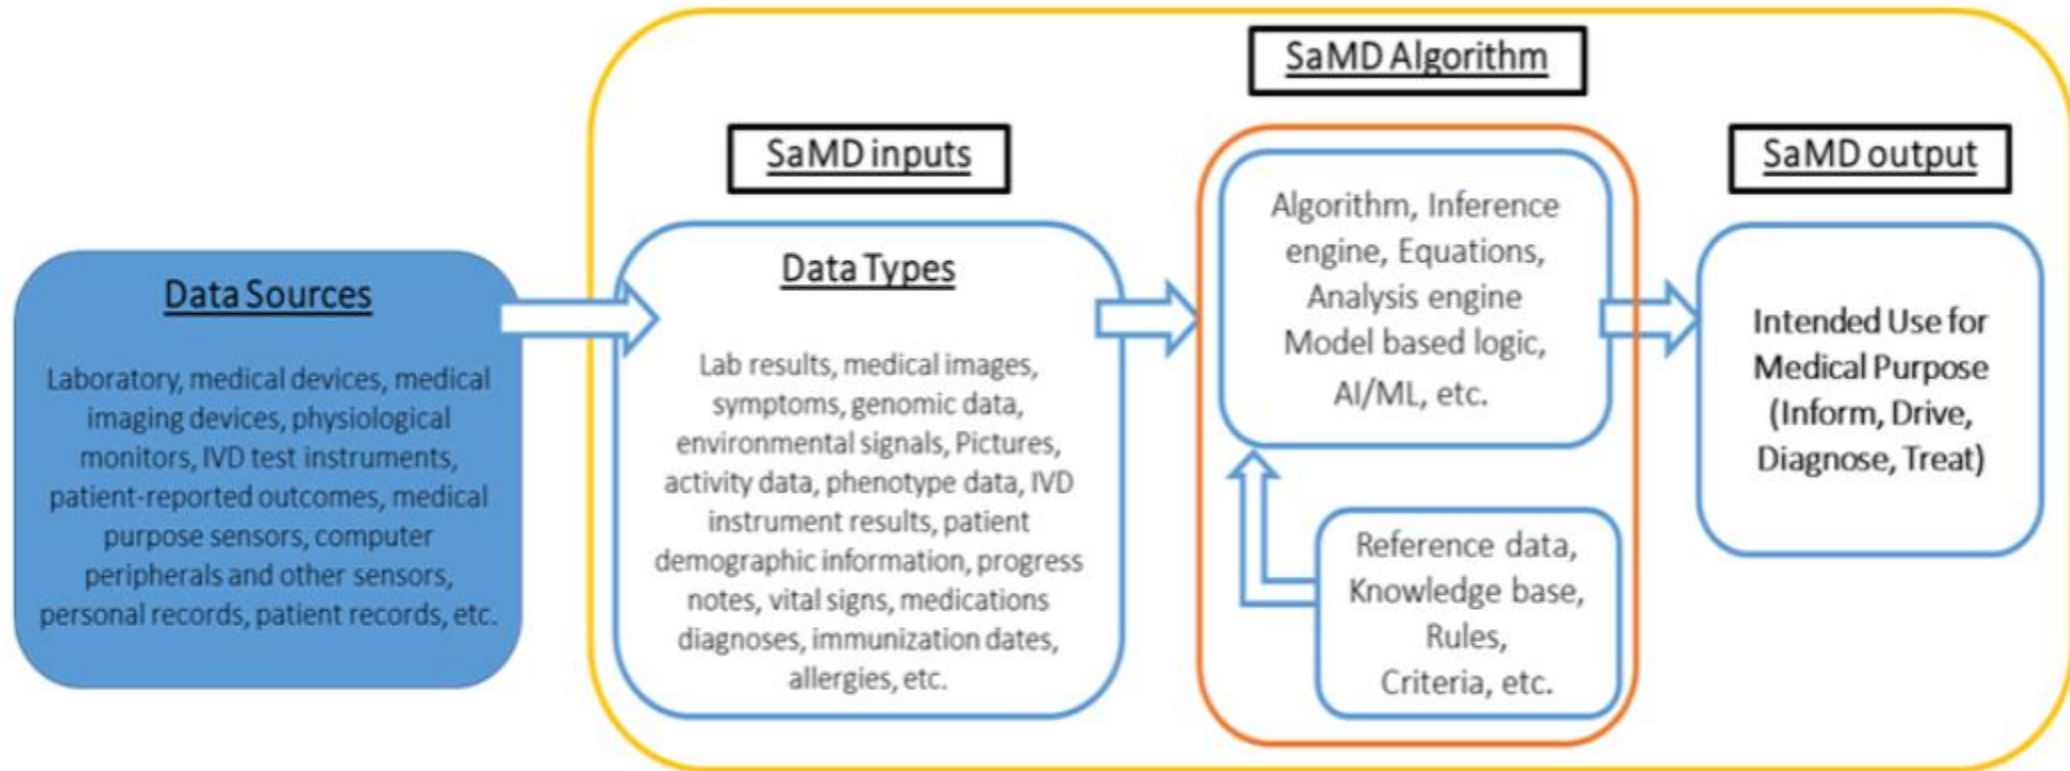 Data Sources
Laboratory, medical devices, medical
imaging devices, physiological
monitors, IVD test instruments,
patient-reported outcomes, medical
purpose sensors, computer
peripherals and other sensors,
personal records, patient records, etc.
SaMD inputs
Data Types
Lab results, medical images,
symptoms, genomic data,
environmental signals, Pictures,
activity data, phenotype data, IVD
instrument results, patient
demographic information, progress
notes, vital signs, medications
diagnoses, immunization dates,
allergies, etc.
SaMD Algorithm
Algorithm, Inference
engine, Equations,
Analysis engine
Model based logic,
AI/ML, etc.
Reference data,
Knowledge base,
Rules,
Criteria, etc.
SaMD output
Intended Use for
Medical Purpose
(Inform, Drive,
Diagnose, Treat)